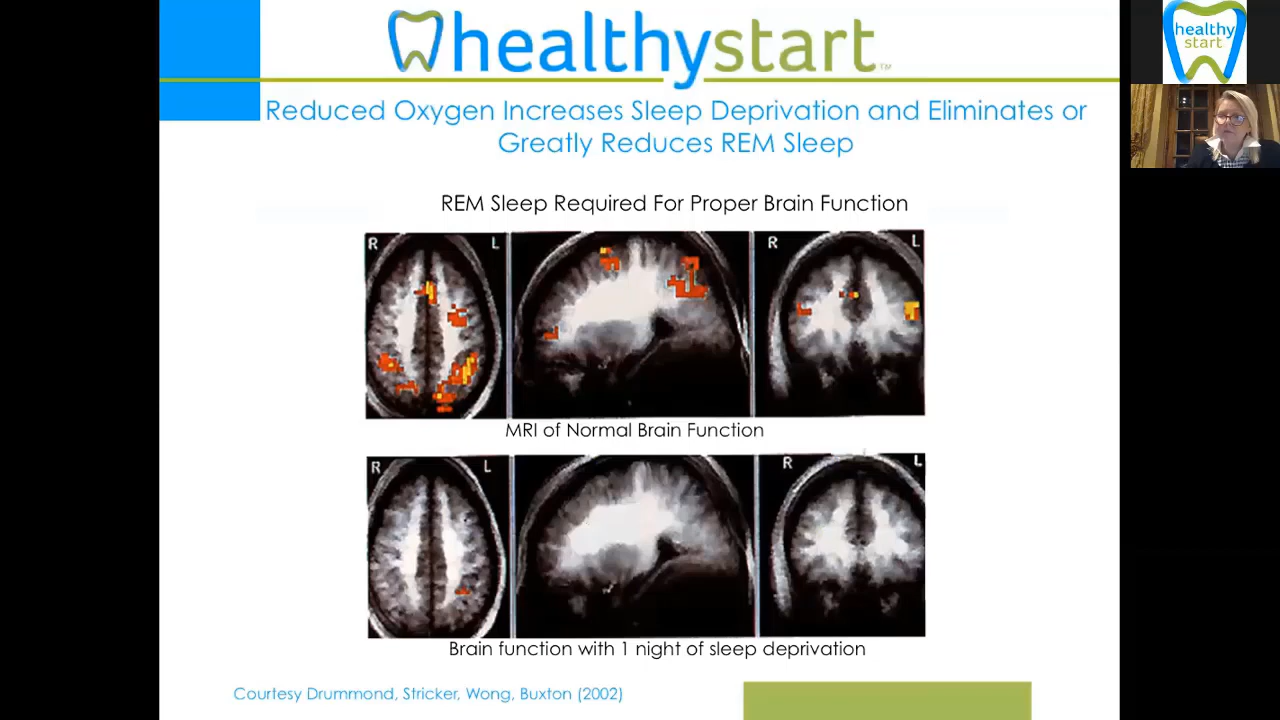 healthystart™
healthy
start
Reduced Oxygen Increases Sleep Deprivation and Eliminates or
Greatly Reduces REM Sleep
REM Sleep Required For Proper Brain Function
R L R L
MRI of Normal Brain Function
R L R L
Brain function with 1 night of sleep deprivation
Courtesy Drummond, Stricker, Wong, Buxton (2002)